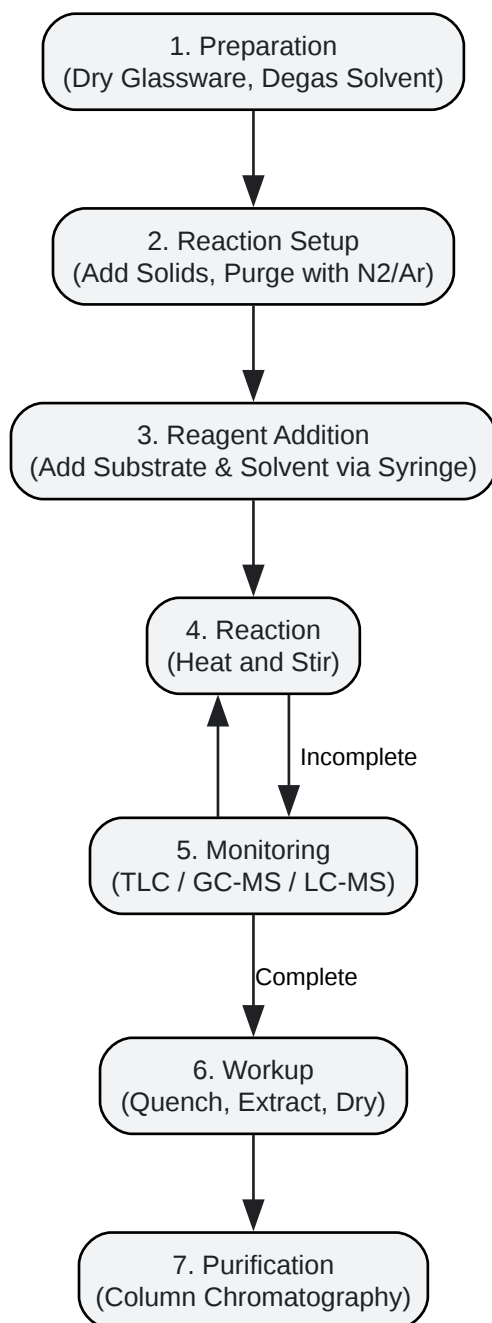 1. Preparation
(Dry Glassware, Degas Solvent)
2. Reaction Setup
(Add Solids, Purge with N2/Ar)
3. Reagent Addition
(Add Substrate & Solvent via Syringe)
4. Reaction
(Heat and Stir)
Incomplete
5. Monitoring
(TLC / GC-MS / LC-MS)
Complete
6. Workup
(Quench, Extract, Dry)
7. Purification
(Column Chromatography)